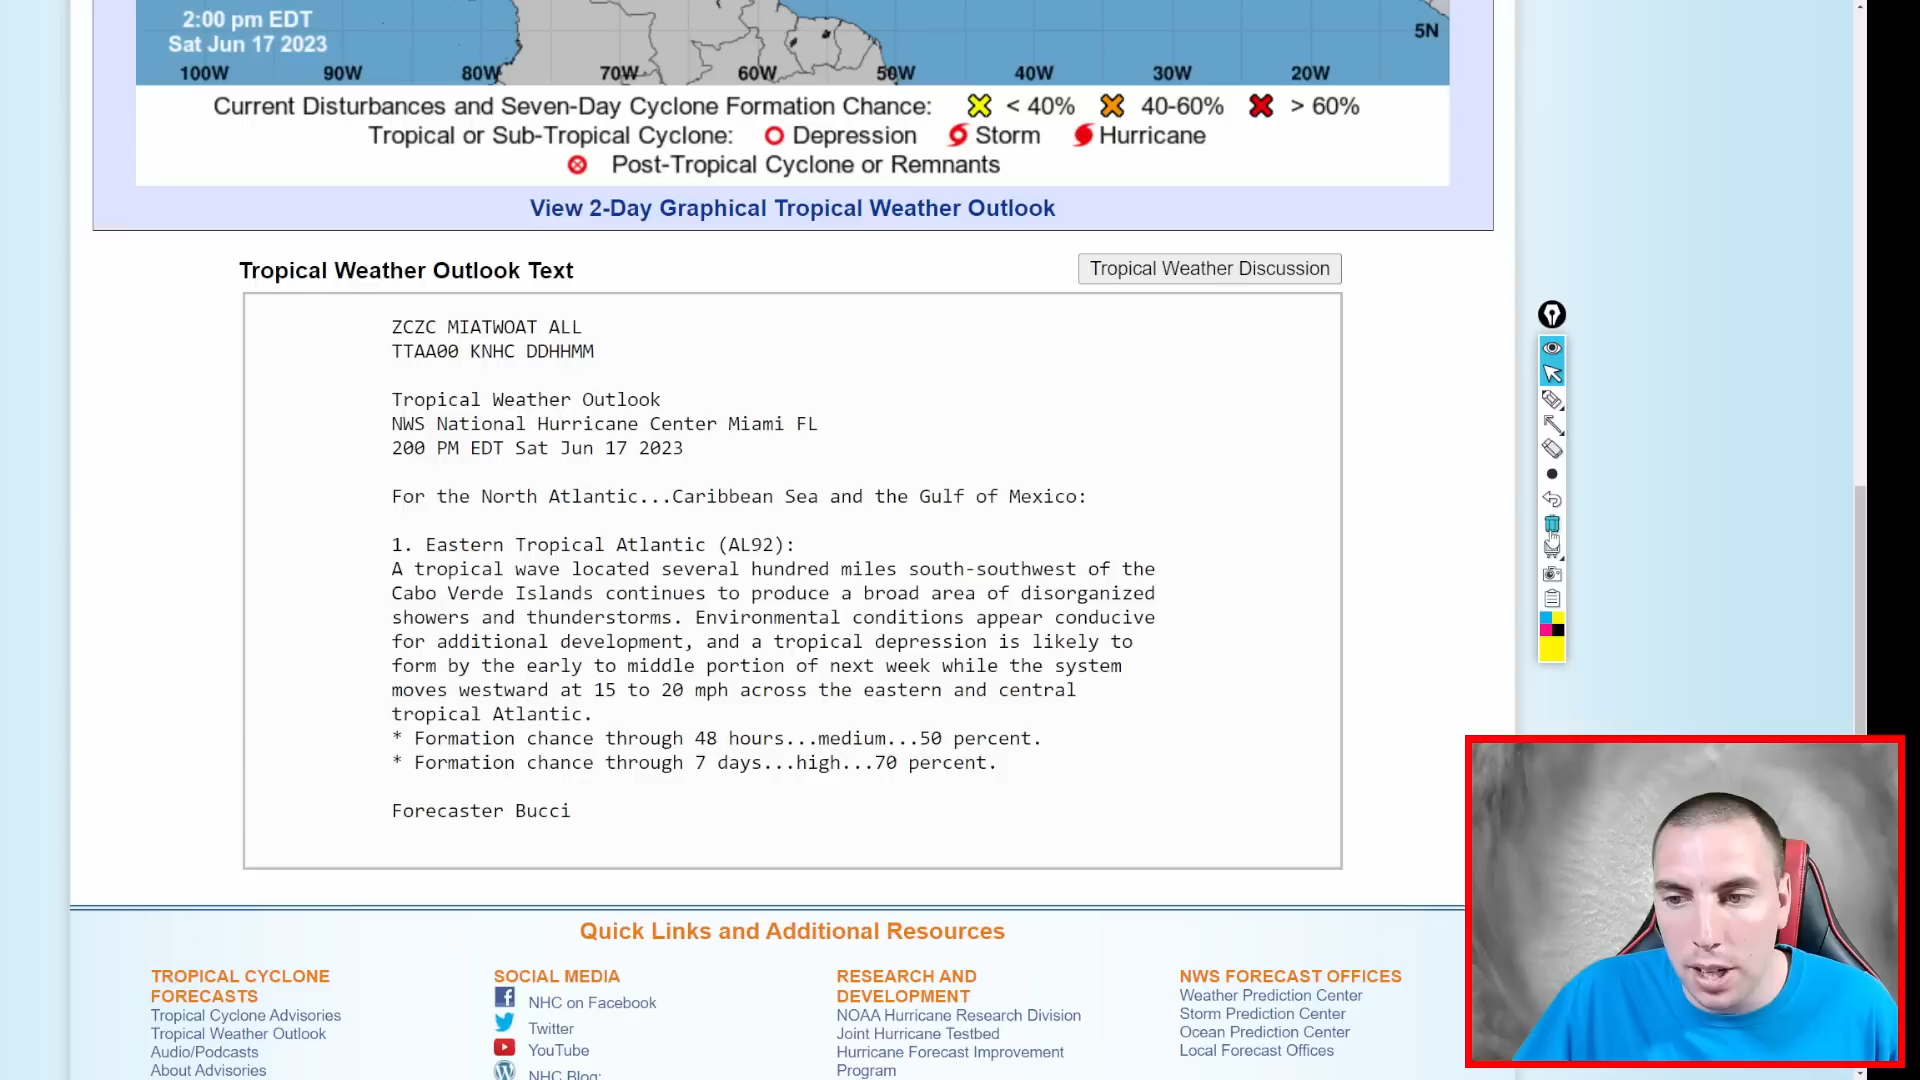 2:00 pm EDT
Sat Jun 17 2023
5N
100W 90W 80W 70W 60W 50W 40W 30W 20W
Current Disturbances and Seven-Day Cyclone Formation Chance: < 40% 40-60% > 60%
Tropical or Sub-Tropical Cyclone: Depression Storm Hurricane
Post-Tropical Cyclone or Remnants
View 2-Day Graphical Tropical Weather Outlook
Tropical Weather Outlook Text
Tropical Weather Discussion
ZCZC MIATWOAT ALL
TTAA00 KNHC DDHHMM
Tropical Weather Outlook
NWS National Hurricane Center Miami FL
200 PM EDT Sat Jun 17 2023
For the North Atlantic...Caribbean Sea and the Gulf of Mexico:
1. Eastern Tropical Atlantic (AL92):
A tropical wave located several hundred miles south-southwest of the
Cabo Verde Islands continues to produce a broad area of disorganized
showers and thunderstorms. Environmental conditions appear conducive
for additional development, and a tropical depression is likely to
form by the early to middle portion of next week while the system
moves westward at 15 to 20 mph across the eastern and central
tropical Atlantic.
* Formation chance through 48 hours...medium...50 percent.
* Formation chance through 7 days...high...70 percent.
Forecaster Bucci
Quick Links and Additional Resources
TROPICAL CYCLONE
FORECASTS
Tropical Cyclone Advisories
Tropical Weather Outlook
Audio/Podcasts
About Advisories
SOCIAL MEDIA
NHC on Facebook
Twitter
YouTube
NHC Blog:
RESEARCH AND
DEVELOPMENT
NOAA Hurricane Research Division
Joint Hurricane Testbed
Hurricane Forecast Improvement
Program
NWS FORECAST OFFICES
Weather Prediction Center
Storm Prediction Center
Ocean Prediction Center
Local Forecast Offices